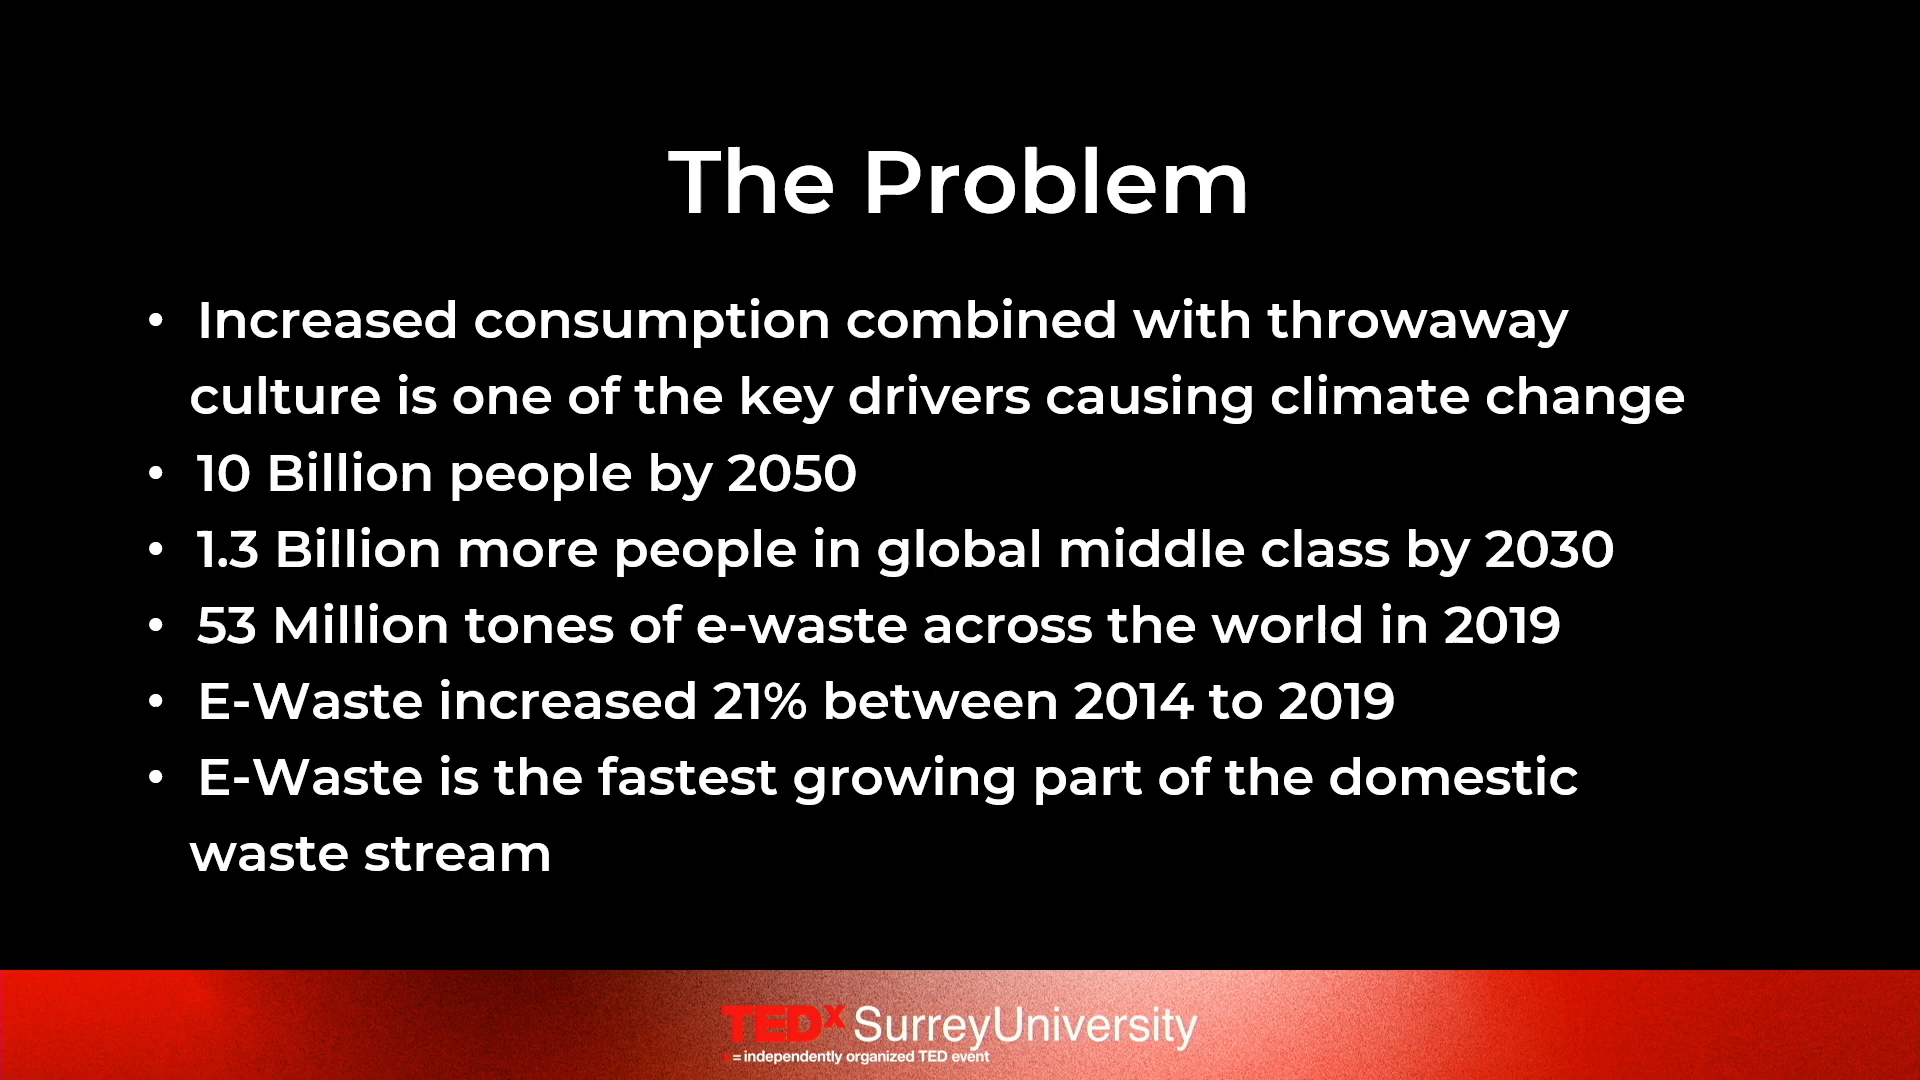 The Problem
• Increased consumption combined with throwaway
culture is one of the key drivers causing climate change
• 10 Billion people by 2050
• 1.3 Billion more people in global middle class by 2030
• 53 Million tones of e-waste across the world in 2019
• E-Waste increased 21% between 2014 to 2019
• E-Waste is the fastest growing part of the domestic
waste stream
TEDx SurreyUniversity
x = independently organized TED event